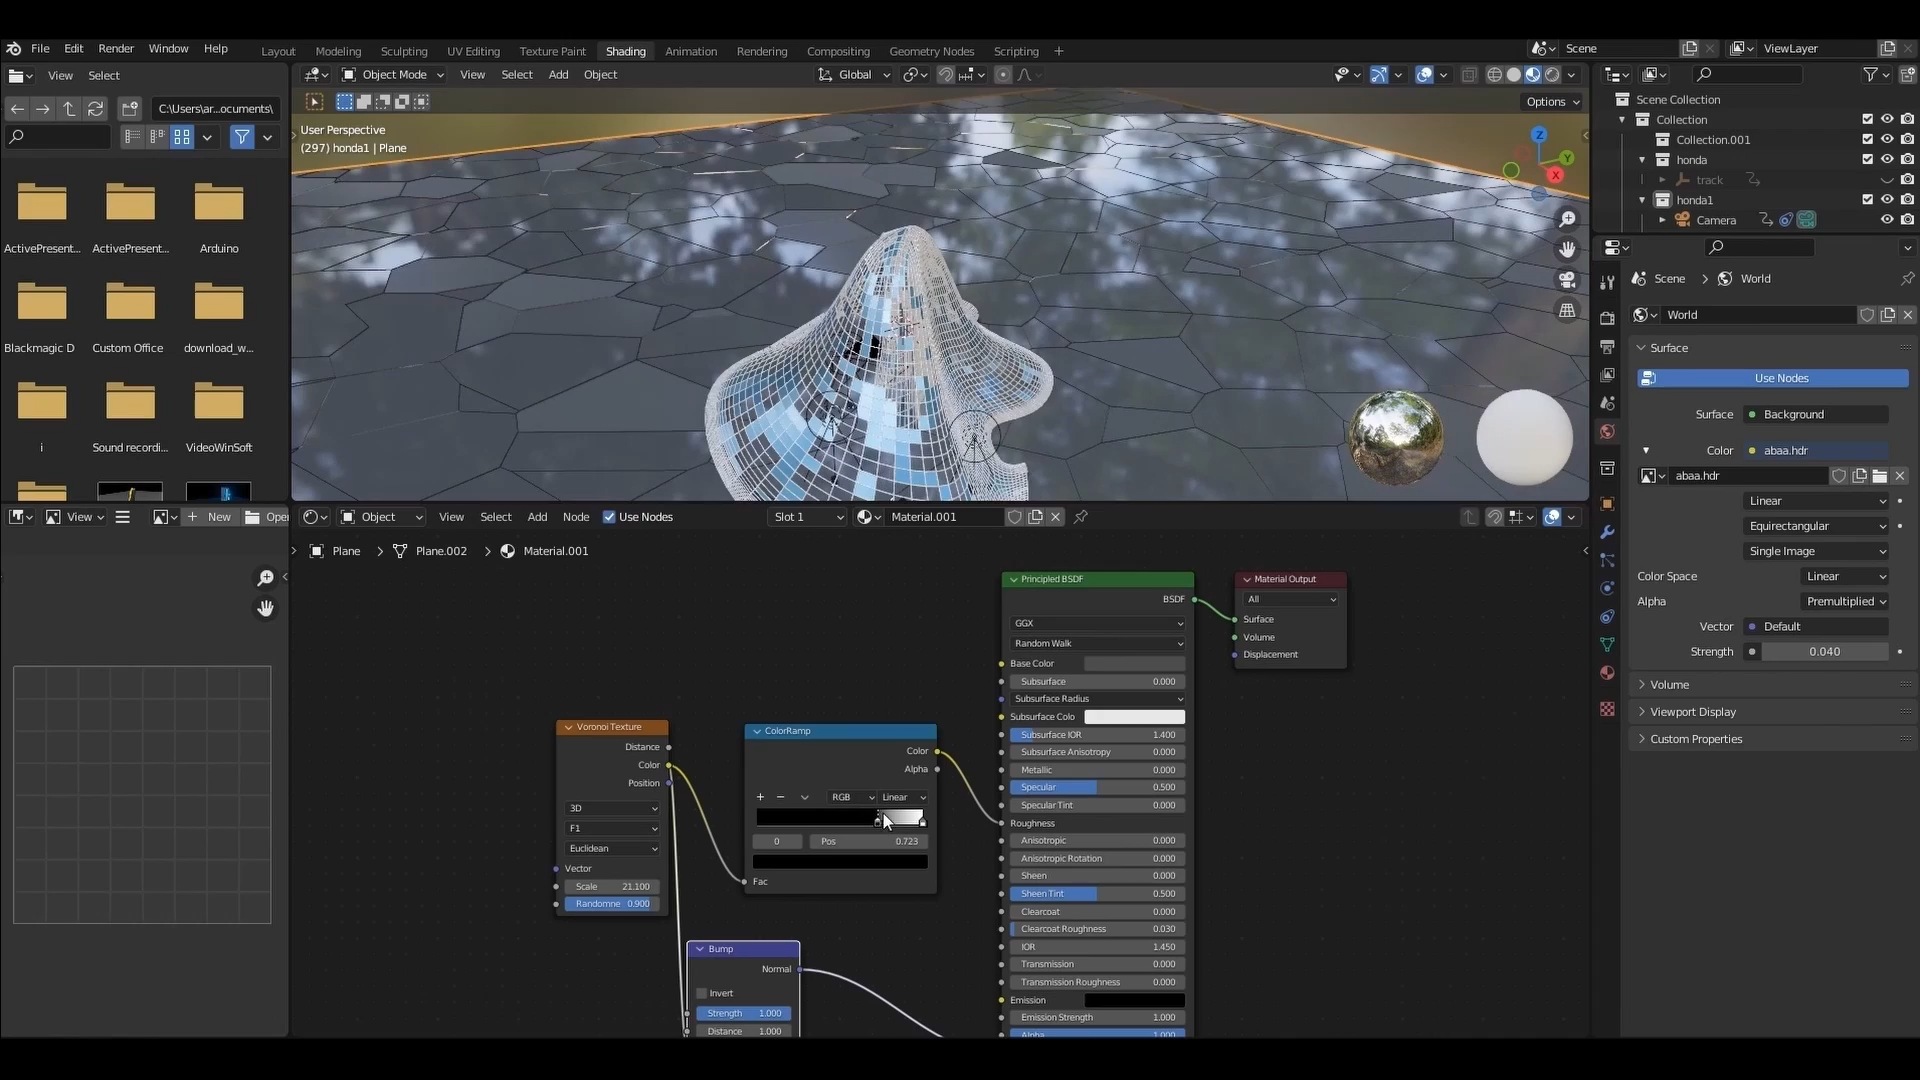 File Edit Render Window Help
Layout Modeling Sculpting UV Editing Texture Paint Shading Animation Rendering Compositing Geometry Nodes Scripting +
Scene
ViewLayer
View Select
Object Mode View Select Add Object
Global
Options
C:\Users\ar...ocuments\
User Perspective
(297) honda1 | Plane
Z
Y
X
ActivePresent... ActivePresent... Arduino
Blackmagic D Custom Office download_w...
i Sound recordi... VideoWinSoft
Scene Collection
Collection
Collection.001
honda
track
honda1
Camera
Scene > World
World
Surface
Use Nodes
Surface Background
Color abaa.hdr
abaa.hdr
Linear
Equirectangular
Single Image
Color Space Linear
Alpha Premultiplied
Vector Default
Strength 0.040
Volume
Viewport Display
Custom Properties
View + New Open
Object View Select Add Node Use Nodes Slot 1 Material.001
Plane > Plane.002 > Material.001
Voronoi Texture
Distance
Color
Position
3D
F1
Euclidean
Vector
Scale 21.100
Randomne 0.900
ColorRamp
Color
Alpha
+ − RGB Linear
0 Pos 0.723
Fac
Bump
Normal
Invert
Strength 1.000
Distance 1.000
Principled BSDF
BSDF
GGX
Random Walk
Base Color
Subsurface 0.000
Subsurface Radius
Subsurface Colo
Subsurface IOR 1.400
Subsurface Anisotropy 0.000
Metallic 0.000
Specular 0.500
Specular Tint 0.000
Roughness
Anisotropic 0.000
Anisotropic Rotation 0.000
Sheen 0.000
Sheen Tint 0.500
Clearcoat 0.000
Clearcoat Roughness 0.030
IOR 1.450
Transmission 0.000
Transmission Roughness 0.000
Emission
Emission Strength 1.000
Alpha 1.000
Material Output
All
Surface
Volume
Displacement